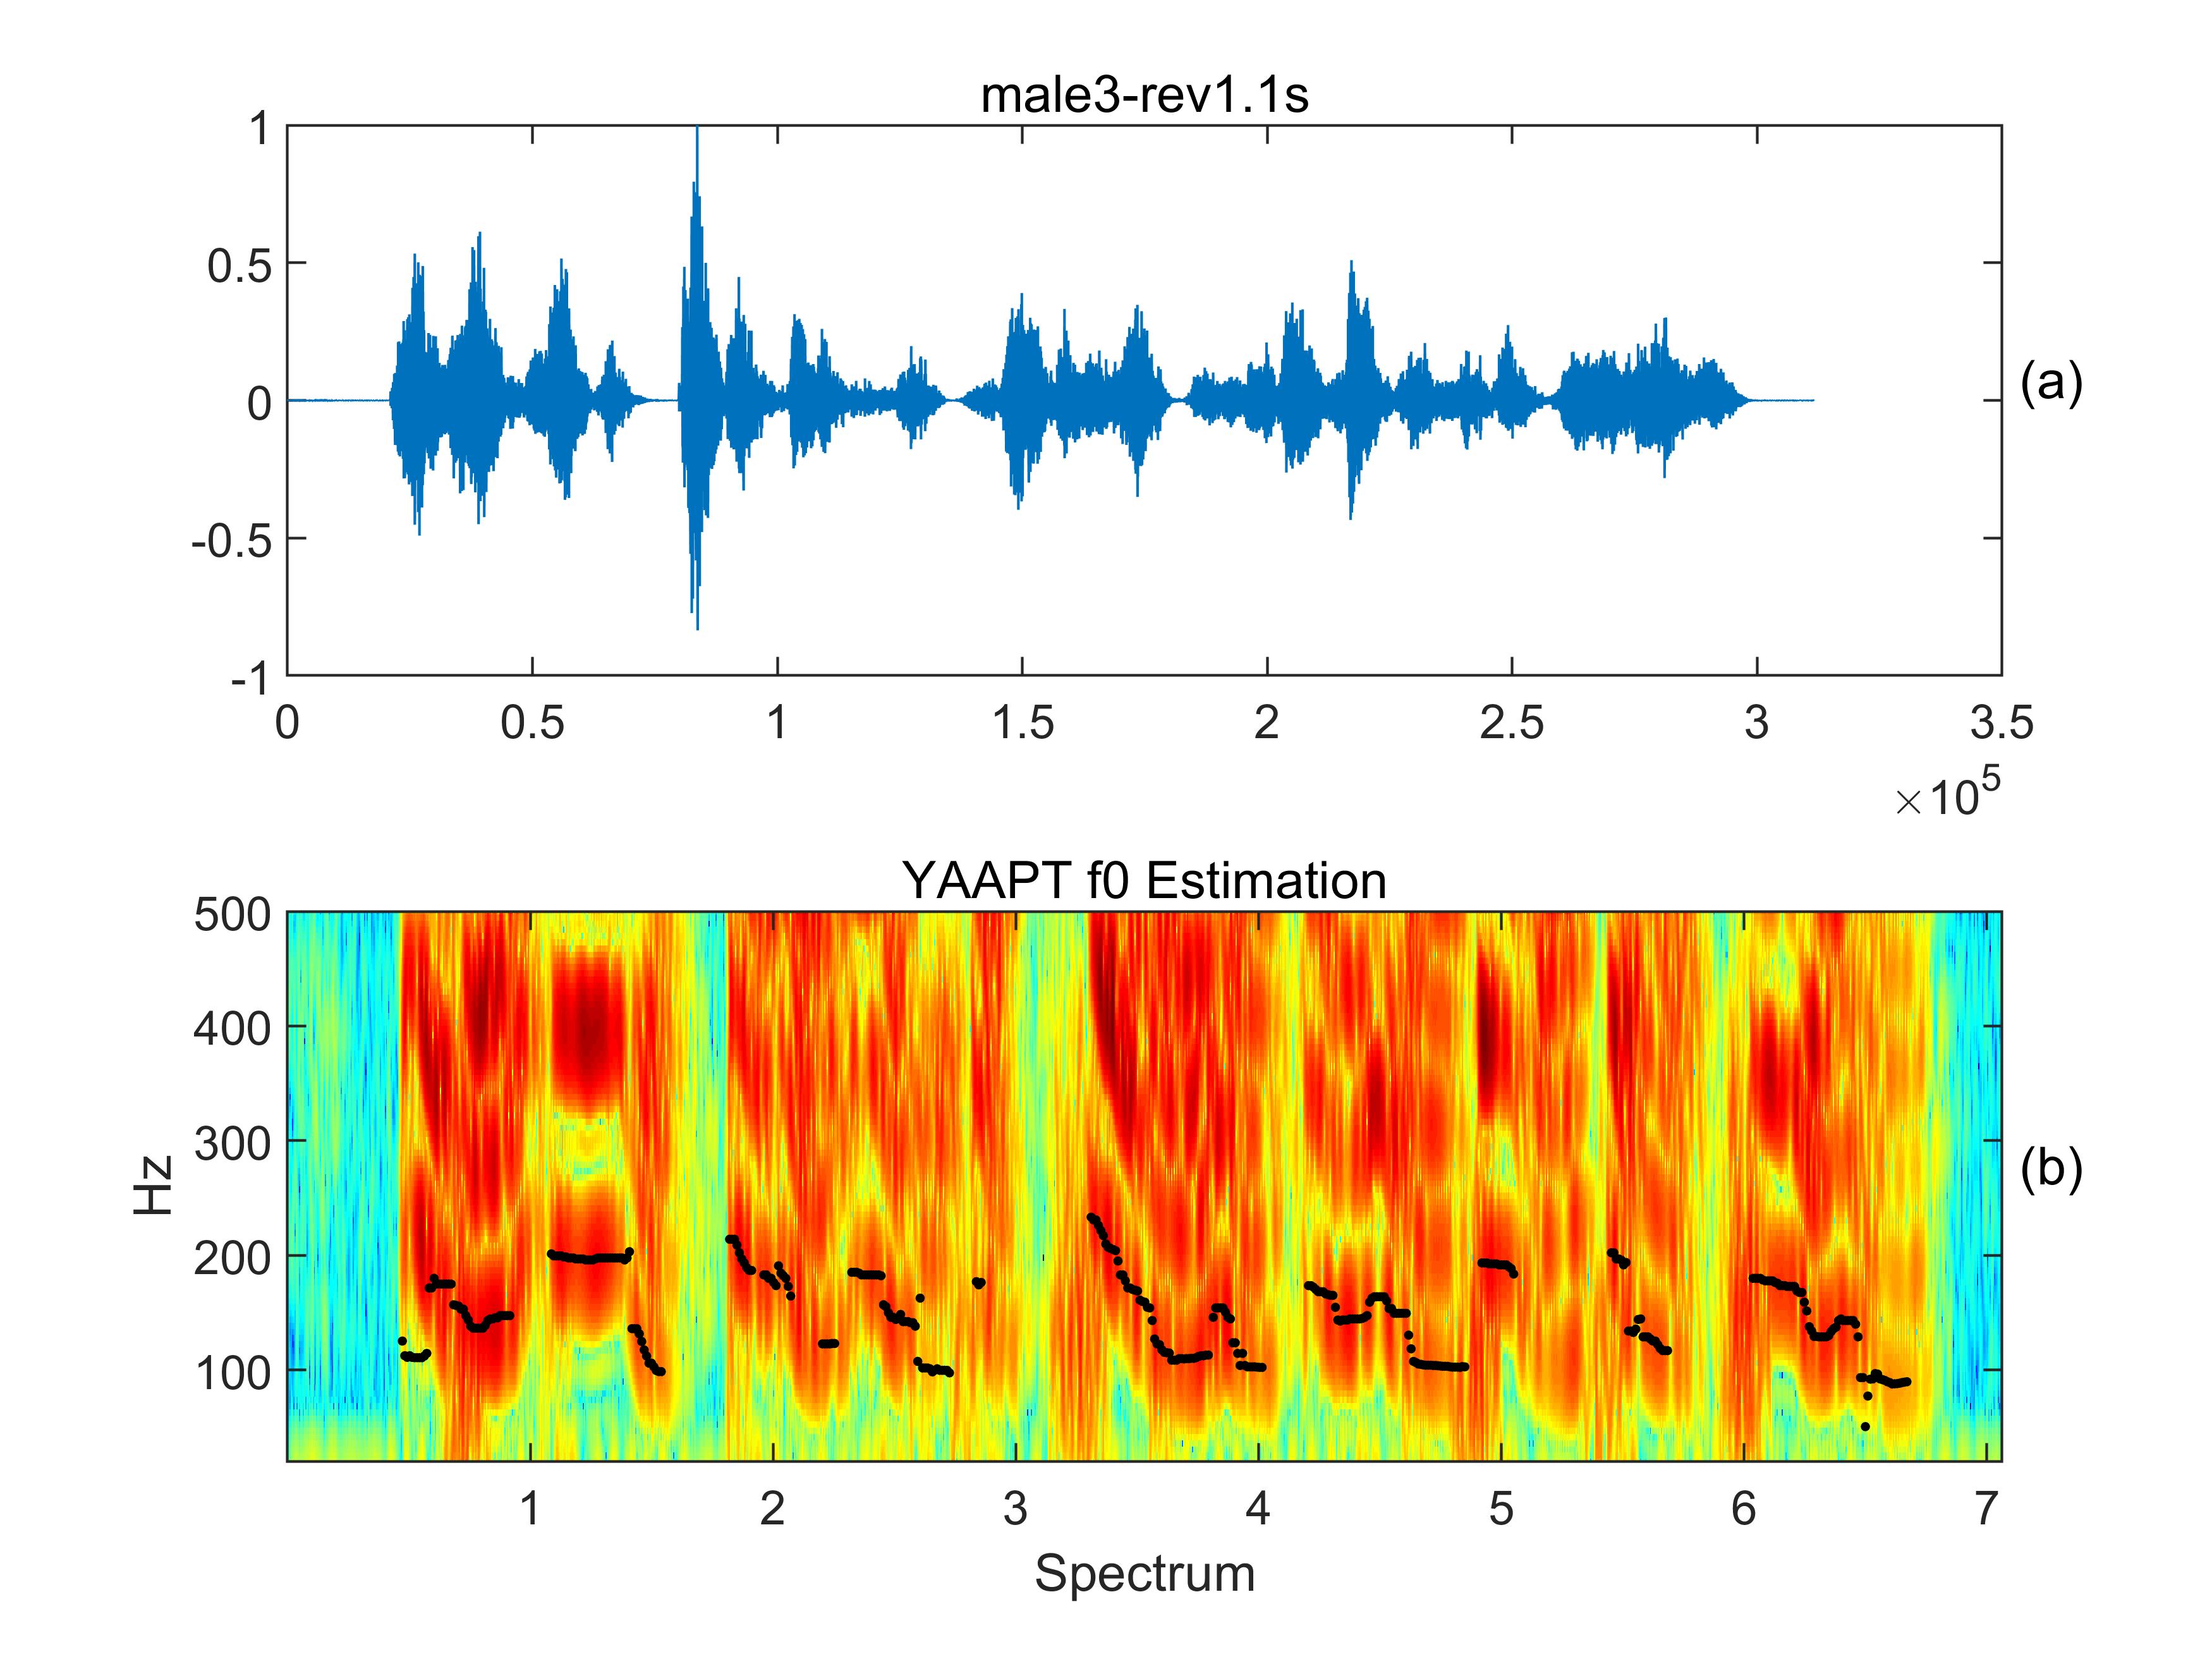 male3-rev1.1s
1
0.5
0
-0.5
-1
(a)
0 0.5 1 1.5 2 2.5 3 3.5
×10^5
YAAPT f0 Estimation
500
400
300
200
100
Hz
(b)
1 2 3 4 5 6 7
Spectrum